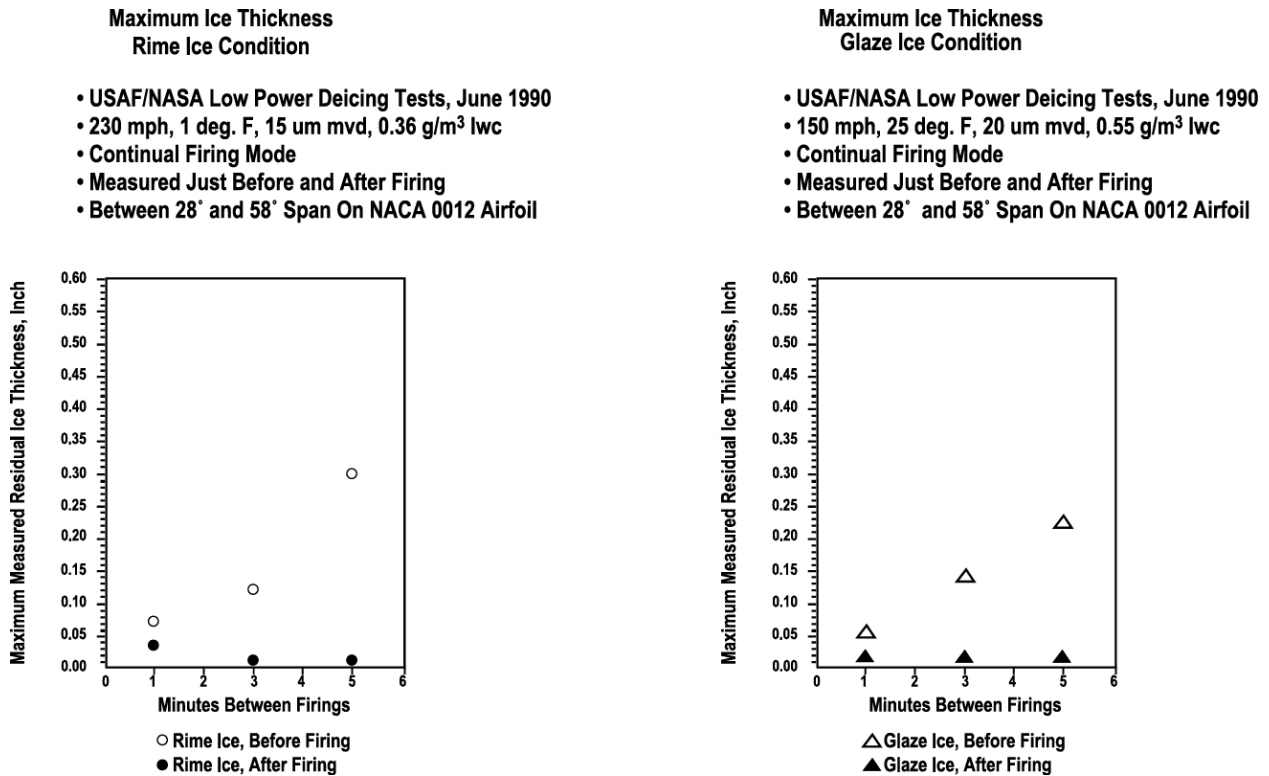 Maximum Ice Thickness
Rime Ice Condition
• USAF/NASA Low Power Deicing Tests, June 1990
• 230 mph, 1 deg. F, 15 um mvd, 0.36 g/m³ lwc
• Continual Firing Mode
• Measured Just Before and After Firing
• Between 28° and 58° Span On NACA 0012 Airfoil
Maximum Measured Residual Ice Thickness, Inch
0.60
0.55
0.50
0.45
0.40
0.35
0.30
0.25
0.20
0.15
0.10
0.05
0.00
0 1 2 3 4 5 6
Minutes Between Firings
○ Rime Ice, Before Firing
● Rime Ice, After Firing
Maximum Ice Thickness
Glaze Ice Condition
• USAF/NASA Low Power Deicing Tests, June 1990
• 150 mph, 25 deg. F, 20 um mvd, 0.55 g/m³ lwc
• Continual Firing Mode
• Measured Just Before and After Firing
• Between 28° and 58° Span On NACA 0012 Airfoil
Maximum Measured Residual Ice Thickness, Inch
0.60
0.55
0.50
0.45
0.40
0.35
0.30
0.25
0.20
0.15
0.10
0.05
0.00
0 1 2 3 4 5 6
Minutes Between Firings
△ Glaze Ice, Before Firing
▲ Glaze Ice, After Firing